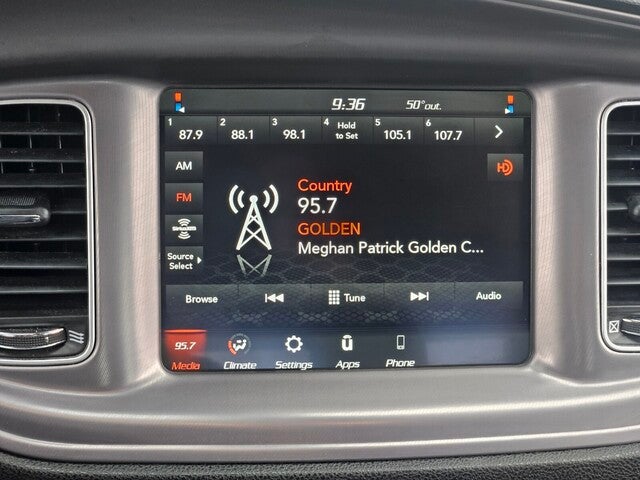 9:36 50°out.
1 2 3 4 5 6
87.9 88.1 98.1 Hold to Set 105.1 107.7
AM
FM
SiriusXM
Source
Select
HD
Country
95.7
GOLDEN
Meghan Patrick Golden C...
Browse Tune Audio
95.7
Media Climate Settings Apps Phone